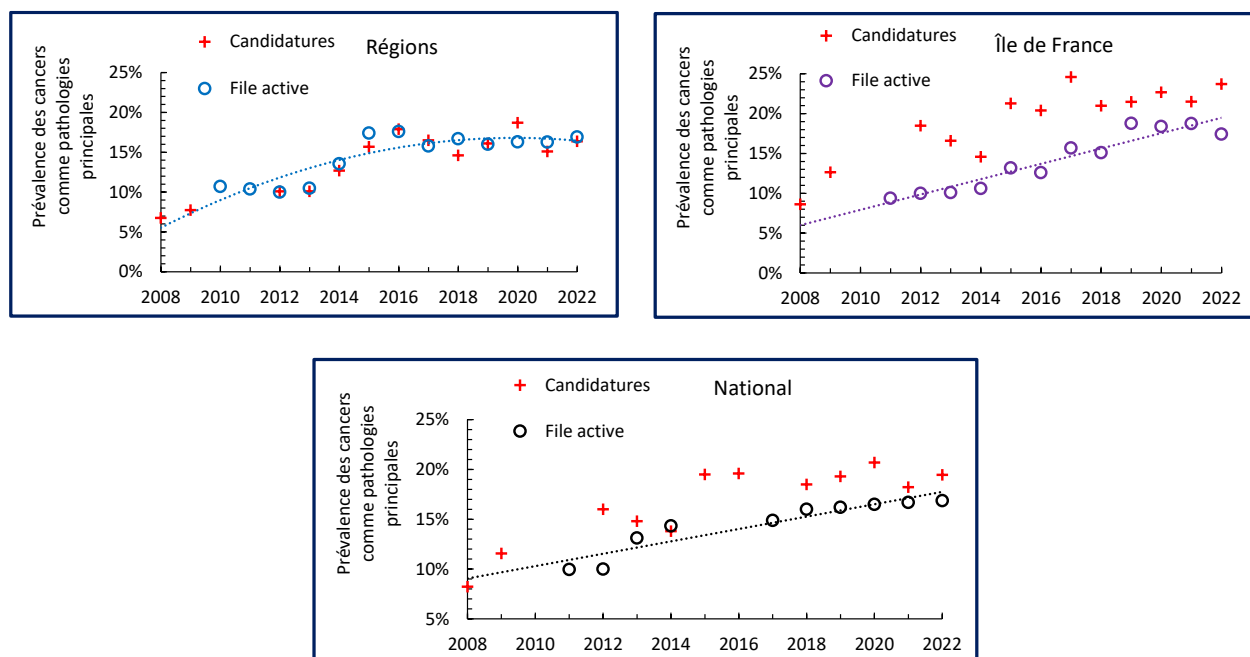 Candidatures
Régions
File active
Prévalence des cancers
comme pathologies
principales
25%
20%
15%
10%
5%
0%
2008 2010 2012 2014 2016 2018 2020 2022
Candidatures
Île de France
File active
Prévalence des cancers
comme pathologies
principales
25%
20%
15%
10%
5%
0%
2008 2010 2012 2014 2016 2018 2020 2022
Candidatures
National
File active
Prévalence des cancers
comme pathologies
principales
25%
20%
15%
10%
5%
2008 2010 2012 2014 2016 2018 2020 2022